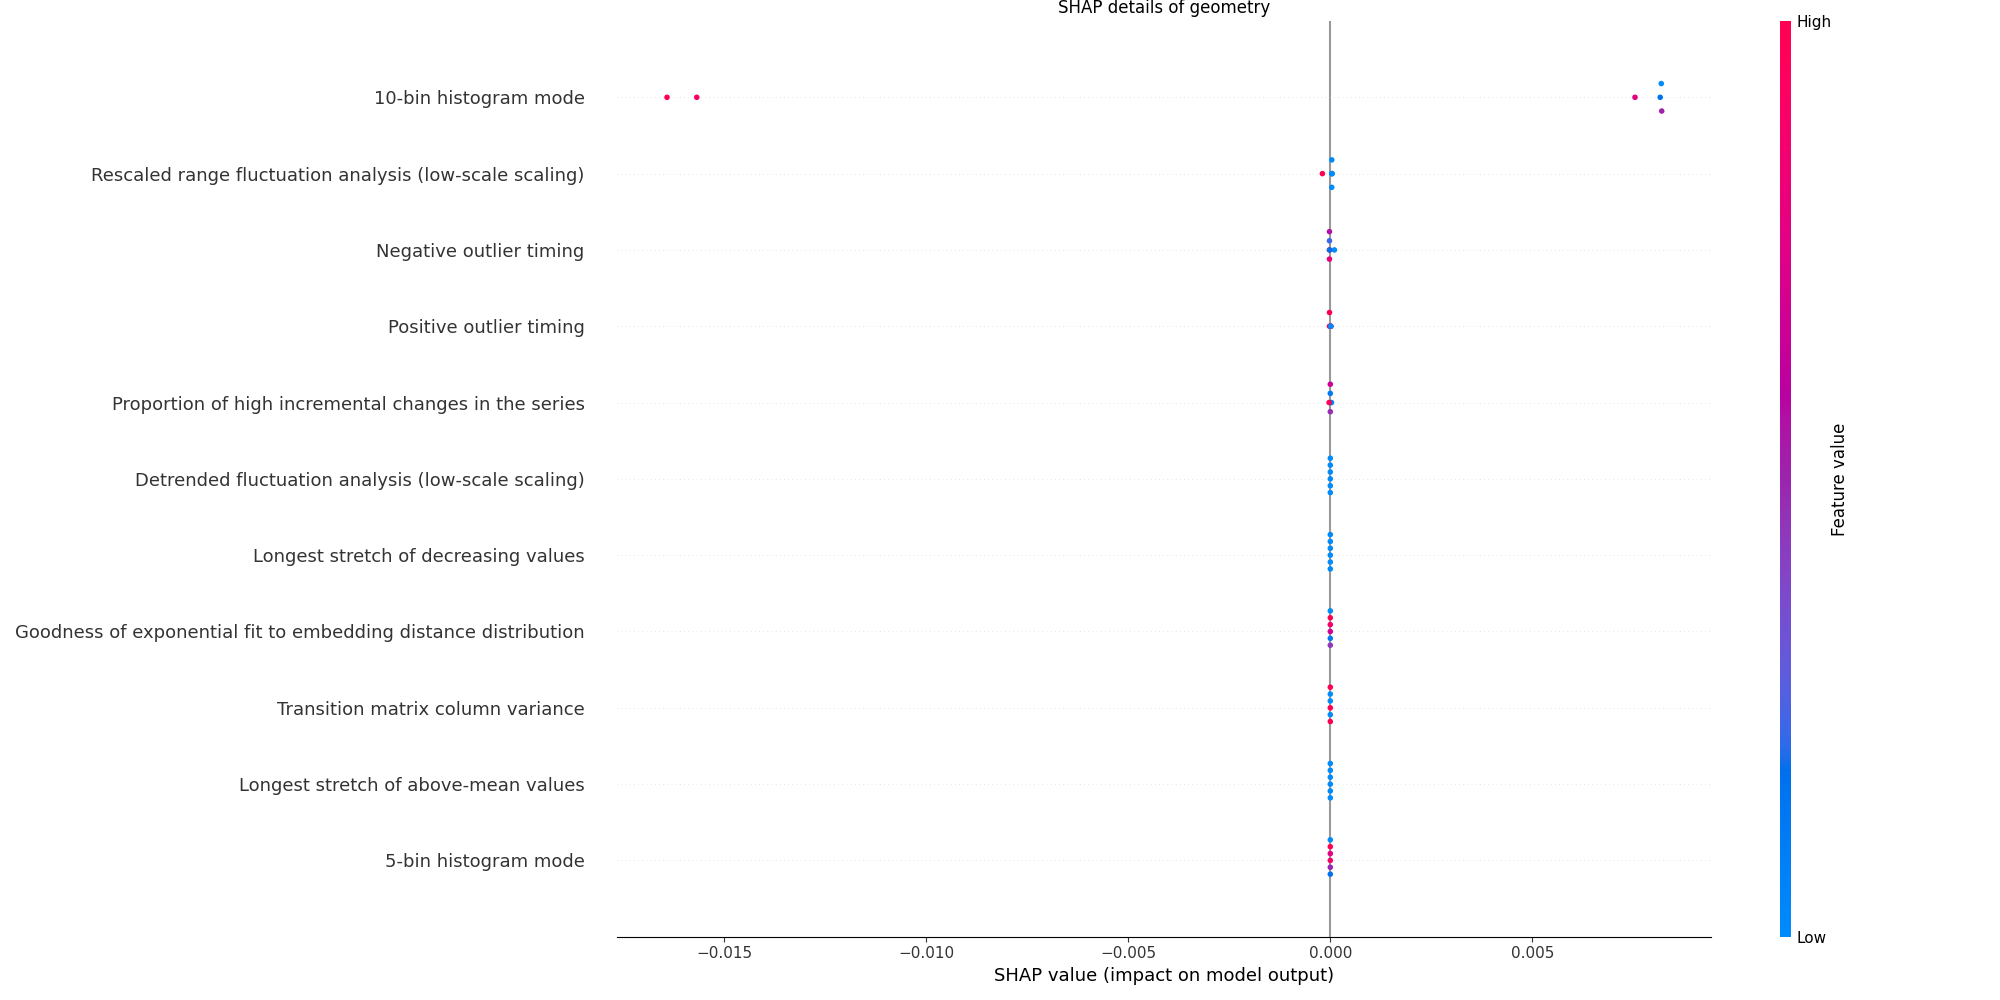 SHAP details of geometry
High
10-bin histogram mode
Rescaled range fluctuation analysis (low-scale scaling)
Negative outlier timing
Positive outlier timing
Proportion of high incremental changes in the series
Detrended fluctuation analysis (low-scale scaling)
Longest stretch of decreasing values
Goodness of exponential fit to embedding distance distribution
Transition matrix column variance
Longest stretch of above-mean values
5-bin histogram mode
Feature value
Low
−0.015 −0.010 −0.005 0.000 0.005
SHAP value (impact on model output)